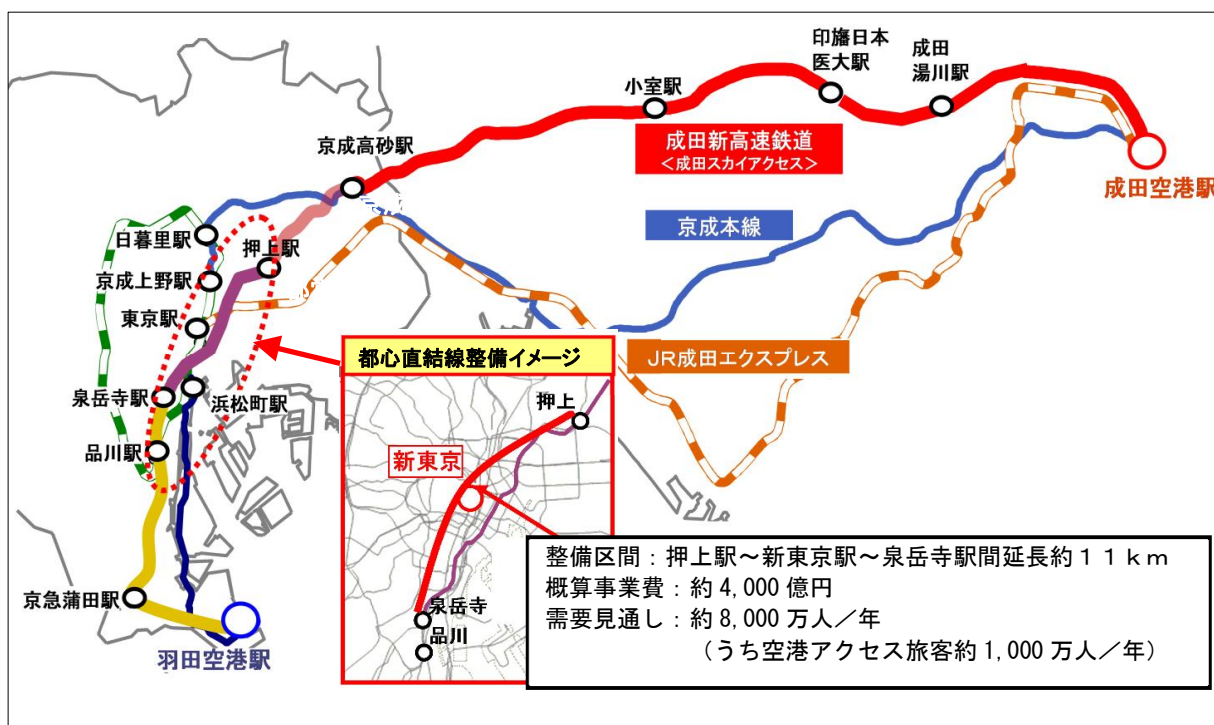 印旛日本
医大駅
成田
湯川駅
小室駅
成田新高速鉄道
<成田スカイアクセス>
京成高砂駅
成田空港駅
京成本線
日暮里駅
押上駅
京成上野駅
東京駅
JR成田エクスプレス
都心直結線整備イメージ
泉岳寺駅
浜松町駅
品川駅
押上
新東京
泉岳寺
品川
整備区間：押上駅～新東京駅～泉岳寺駅間延長約１１ｋｍ
概算事業費：約 4,000 億円
需要見通し：約 8,000 万人／年
（うち空港アクセス旅客約 1,000 万人／年）
京急蒲田駅
羽田空港駅